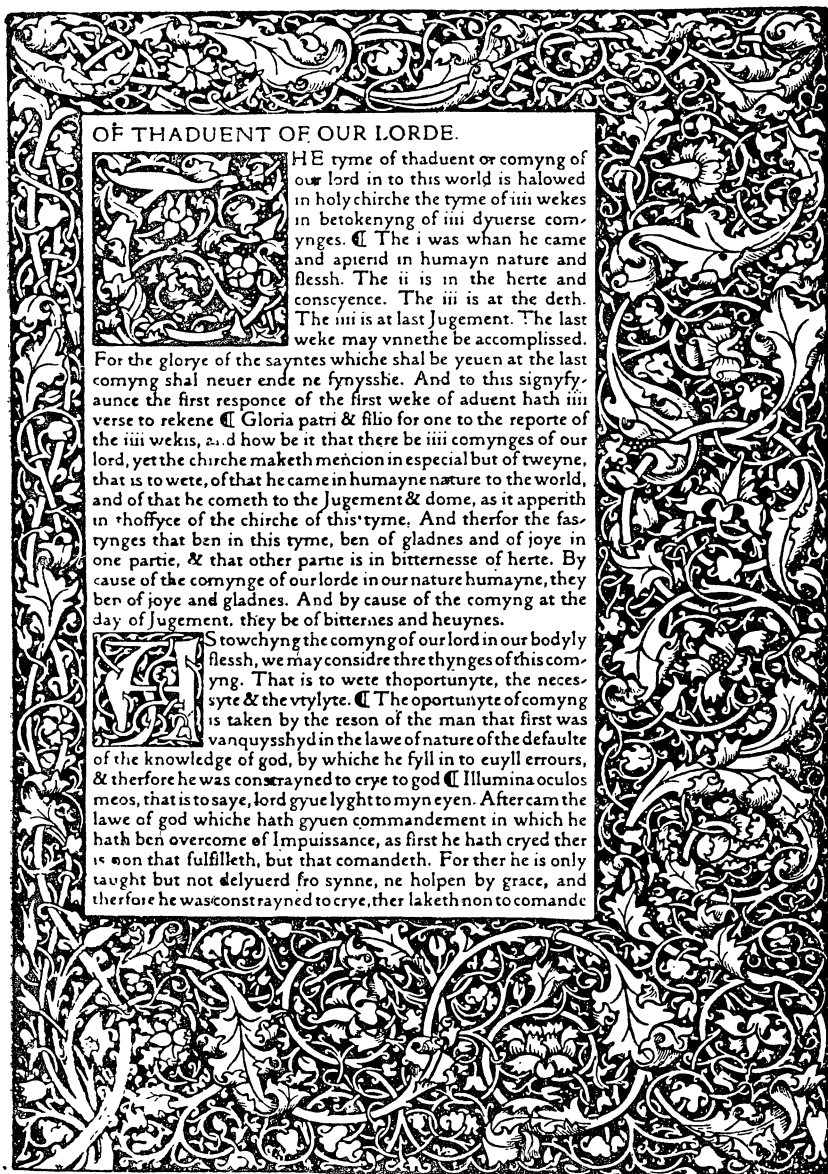 OF THADUENT OF OUR LORDE.
THE tyme of thaduent or comyng of
our lord in to this world is halowed
in holy chirche the tyme of iiii wekes
in betokenyng of iiii dyuerse com-
ynges. ⁋ The i was whan he came
and apierid in humayn nature and
flessh. The ii is in the herte and
conscyence. The iii is at the deth.
The iiii is at last Jugement. The last
weke may vnnethe be accomplissed.
For the glorye of the sayntes whiche shal be yeuen at the last
comyng shal neuer ende ne fynysshe. And to this signyfy-
aunce the first responce of the first weke of aduent hath iiii
verse to rekene ⁋ Gloria patri & filio for one to the reporte of
the iiii wekis, and how be it that there be iiii comynges of our
lord, yet the chirche maketh mencion in especial but of tweyne,
that is to wete, of that he came in humayne nature to the world,
and of that he cometh to the Jugement & dome, as it apperith
in thoffyce of the chirche of this tyme. And therfor the fas-
tynges that ben in this tyme, ben of gladnes and of joye in
one partie, & that other partie is in bitternesse of herte. By
cause of the comynge of our lorde in our nature humayne, they
ben of joye and gladnes. And by cause of the comyng at the
day of Jugement, they be of bitternes and heuynes.
AS towchyng the comyng of our lord in our bodyly
flessh, we may considre thre thynges of this com-
yng. That is to wete thoportunyte, the neces-
syte & the vtylyte. ⁋ The oportunyte of comyng
is taken by the reson of the man that first was
vanquysshyd in the lawe of nature of the defaulte
of the knowledge of god, by whiche he fyll in to euyll errours,
& therfore he was constrayned to crye to god ⁋ Illumina oculos
meos, that is to saye, lord gyue lyght to myn eyen. After cam the
lawe of god whiche hath gyuen commandement in which he
hath ben overcome of Impuissance, as first he hath cryed ther
is non that fulfilleth, but that comandeth. For ther he is only
taught but not delyuerd fro synne, ne holpen by grace, and
therfore he was constrayned to crye, ther laketh non to comande